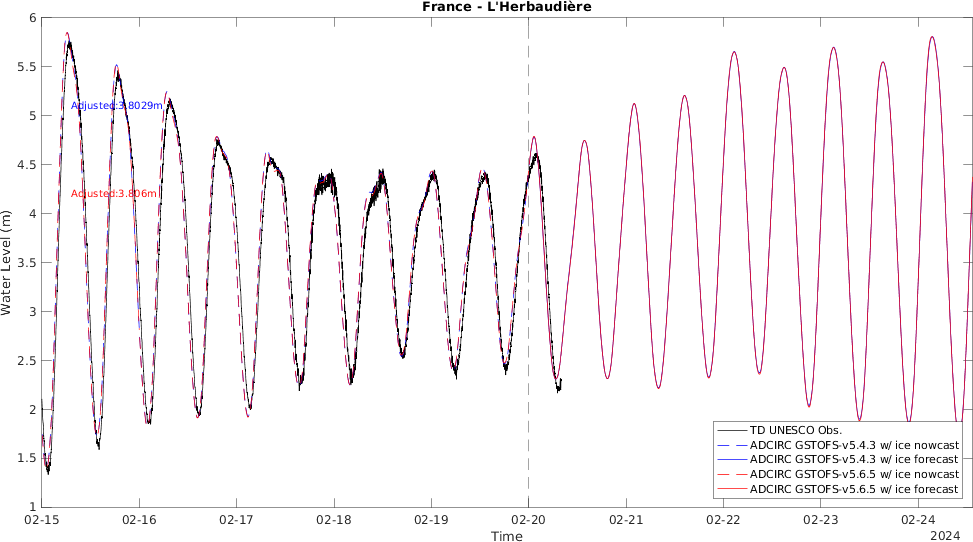 France - L'Herbaudière
6
5.5
5
4.5
4
3.5
3
2.5
2
1.5
1
Water Level (m)
Adjusted:3.8029m
Adjusted:3.806m
TD UNESCO Obs.
ADCIRC GSTOFS-v5.4.3 w/ ice nowcast
ADCIRC GSTOFS-v5.4.3 w/ ice forecast
ADCIRC GSTOFS-v5.6.5 w/ ice nowcast
ADCIRC GSTOFS-v5.6.5 w/ ice forecast
02-15 02-16 02-17 02-18 02-19 02-20 02-21 02-22 02-23 02-24
Time
2024